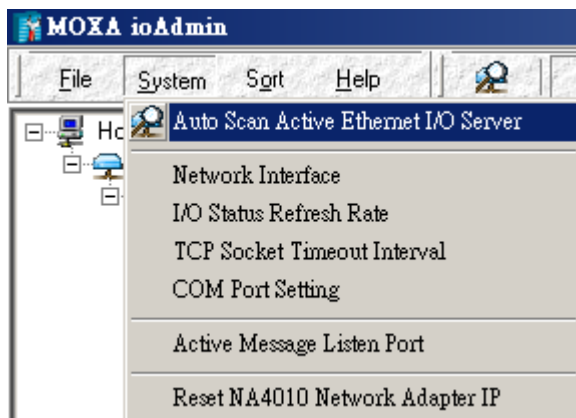 MOXA ioAdmin
File System Sort Help
Auto Scan Active Ethernet I/O Server
Network Interface
I/O Status Refresh Rate
TCP Socket Timeout Interval
COM Port Setting
Active Message Listen Port
Reset NA4010 Network Adapter IP